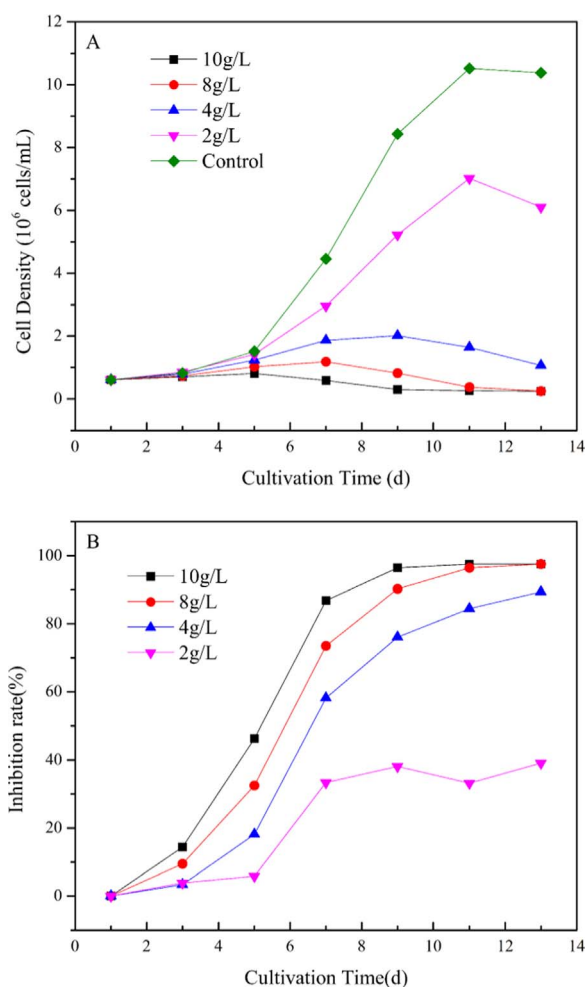 A
10g/L
8g/L
4g/L
2g/L
Control
Cell Density (10⁶ cells/mL)
12
10
8
6
4
2
0
0 2 4 6 8 10 12 14
Cultivation Time (d)
B
10g/L
8g/L
4g/L
2g/L
Inhibition rate(%)
100
80
60
40
20
0
0 2 4 6 8 10 12 14
Cultivation Time(d)